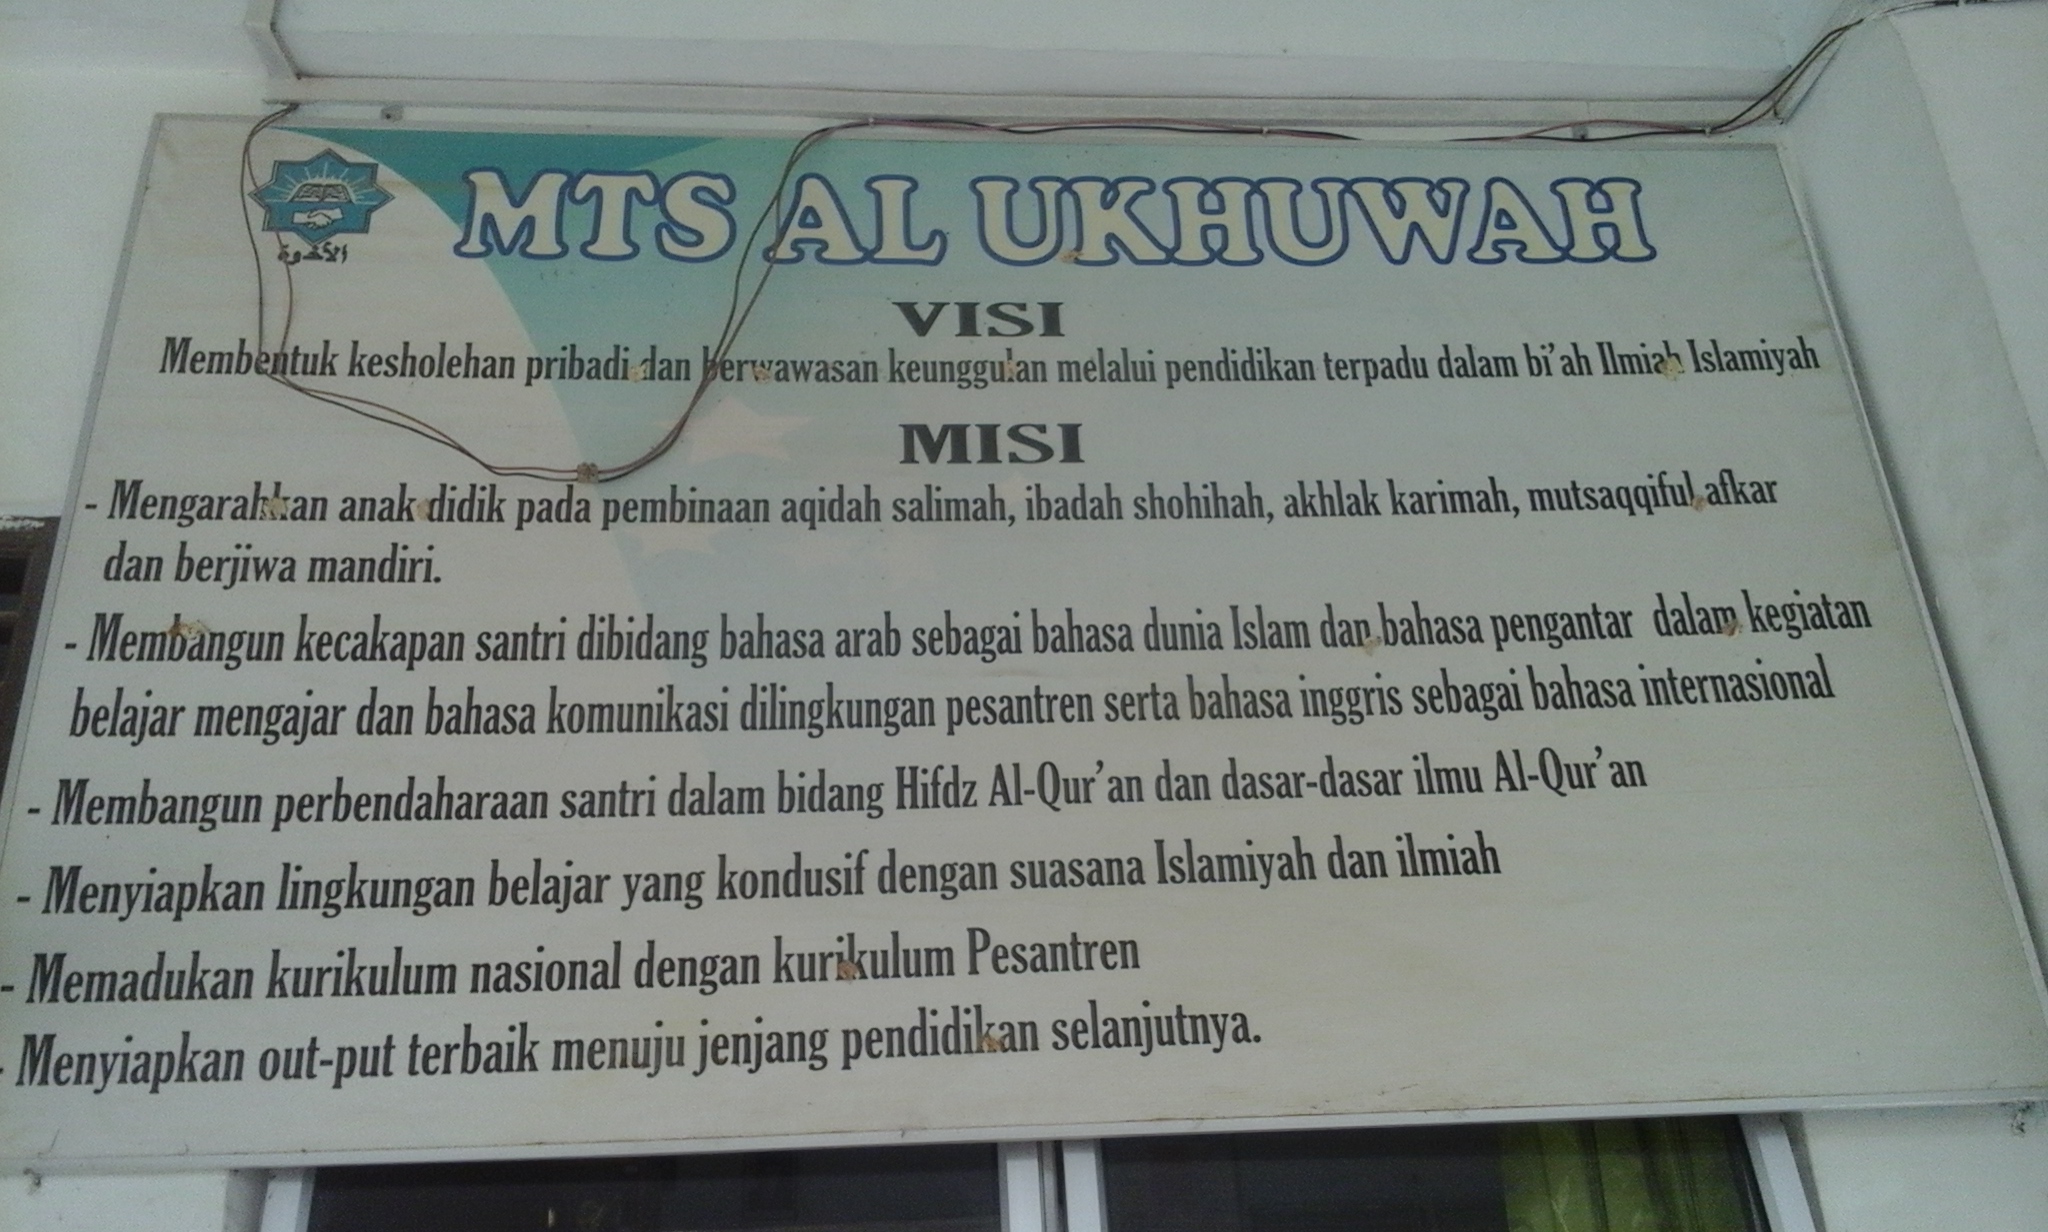 الأخوة
MTS AL UKHUWAH
VISI
Membentuk kesholehan pribadi dan berwawasan keunggulan melalui pendidikan terpadu dalam bi'ah Ilmiah Islamiyah
MISI
- Mengarahkan anak didik pada pembinaan aqidah salimah, ibadah shohihah, akhlak karimah, mutsaqqiful afkar
dan berjiwa mandiri.
- Membangun kecakapan santri dibidang bahasa arab sebagai bahasa dunia Islam dan bahasa pengantar dalam kegiatan
belajar mengajar dan bahasa komunikasi dilingkungan pesantren serta bahasa inggris sebagai bahasa internasional
- Membangun perbendaharaan santri dalam bidang Hifdz Al-Qur'an dan dasar-dasar ilmu Al-Qur'an
- Menyiapkan lingkungan belajar yang kondusif dengan suasana Islamiyah dan ilmiah
- Memadukan kurikulum nasional dengan kurikulum Pesantren
- Menyiapkan out-put terbaik menuju jenjang pendidikan selanjutnya.